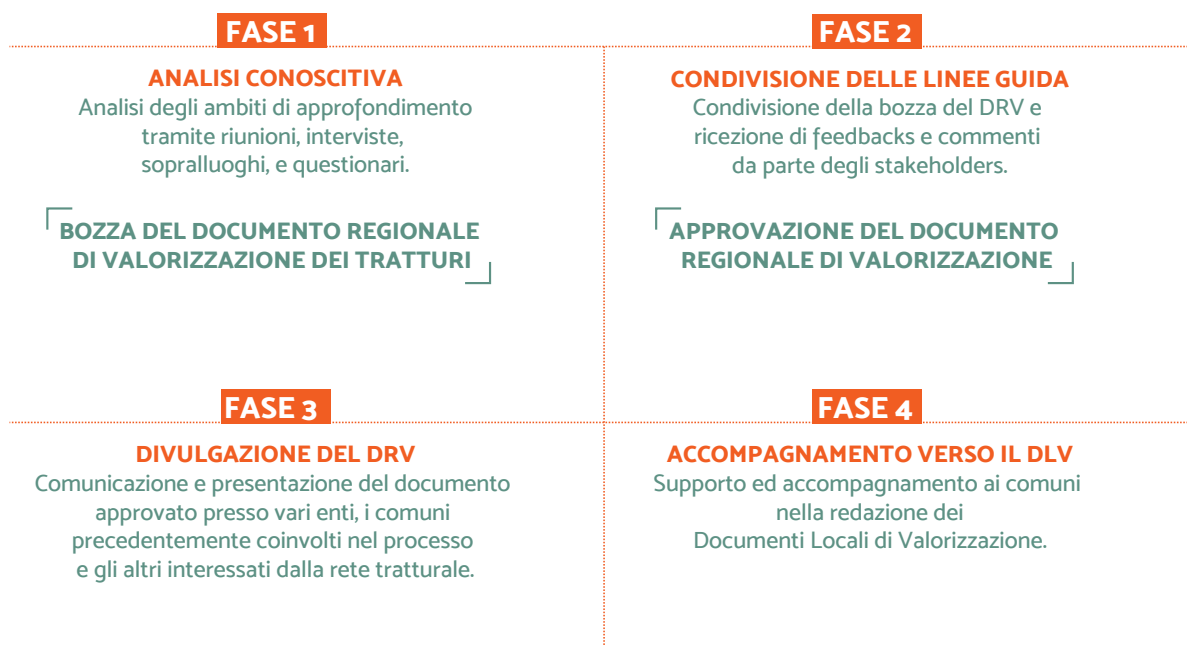 FASE 1
ANALISI CONOSCITIVA
Analisi degli ambiti di approfondimento
tramite riunioni, interviste,
sopralluoghi, e questionari.
BOZZA DEL DOCUMENTO REGIONALE
DI VALORIZZAZIONE DEI TRATTURI
FASE 2
CONDIVISIONE DELLE LINEE GUIDA
Condivisione della bozza del DRV e
ricezione di feedbacks e commenti
da parte degli stakeholders.
APPROVAZIONE DEL DOCUMENTO
REGIONALE DI VALORIZZAZIONE
FASE 3
DIVULGAZIONE DEL DRV
Comunicazione e presentazione del documento
approvato presso vari enti, i comuni
precedentemente coinvolti nel processo
e gli altri interessati dalla rete tratturale.
FASE 4
ACCOMPAGNAMENTO VERSO IL DLV
Supporto ed accompagnamento ai comuni
nella redazione dei
Documenti Locali di Valorizzazione.